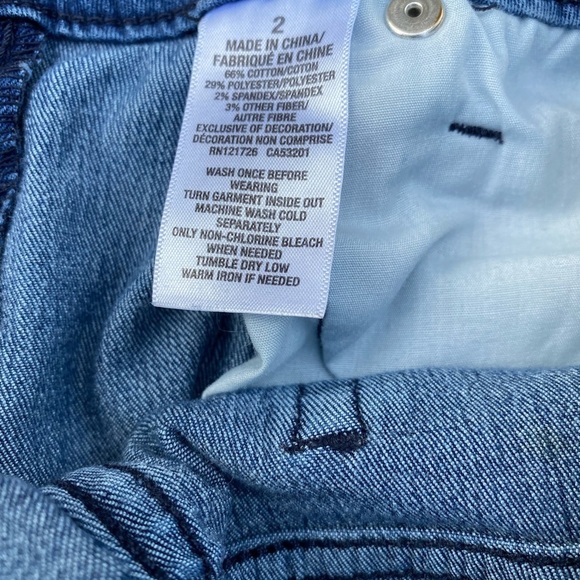 2
MADE IN CHINA/
FABRIQUÉ EN CHINE
66% COTTON/COTON
29% POLYESTER/POLYESTER
2% SPANDEX/SPANDEX
3% OTHER FIBER/
AUTRE FIBRE
EXCLUSIVE OF DECORATION/
DÉCORATION NON COMPRISE
RN121726 CA53201
WASH ONCE BEFORE
WEARING
TURN GARMENT INSIDE OUT
MACHINE WASH COLD
SEPARATELY
ONLY NON-CHLORINE BLEACH
WHEN NEEDED
TUMBLE DRY LOW
WARM IRON IF NEEDED